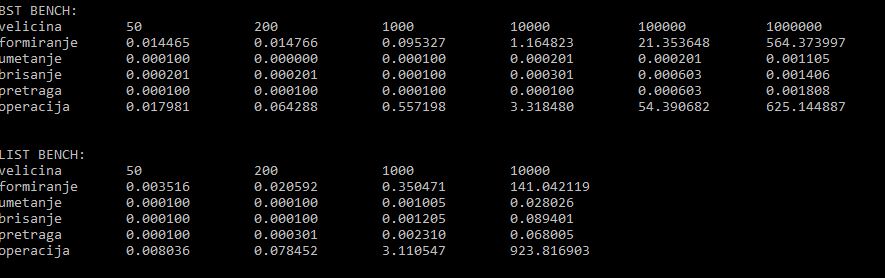 BST BENCH:
velicina 50 200 1000 10000 100000 1000000
formiranje 0.014465 0.014766 0.095327 1.164823 21.353648 564.373997
umetanje 0.000100 0.000000 0.000100 0.000201 0.000201 0.001105
brisanje 0.000201 0.000201 0.000100 0.000301 0.000603 0.001406
pretraga 0.000100 0.000100 0.000100 0.000100 0.000603 0.001808
operacija 0.017981 0.064288 0.557198 3.318480 54.390682 625.144887
LIST BENCH:
velicina 50 200 1000 10000
formiranje 0.003516 0.020592 0.350471 141.042119
umetanje 0.000100 0.000100 0.001005 0.028026
brisanje 0.000100 0.000100 0.001205 0.089401
pretraga 0.000100 0.000301 0.002310 0.068005
operacija 0.008036 0.078452 3.110547 923.816903